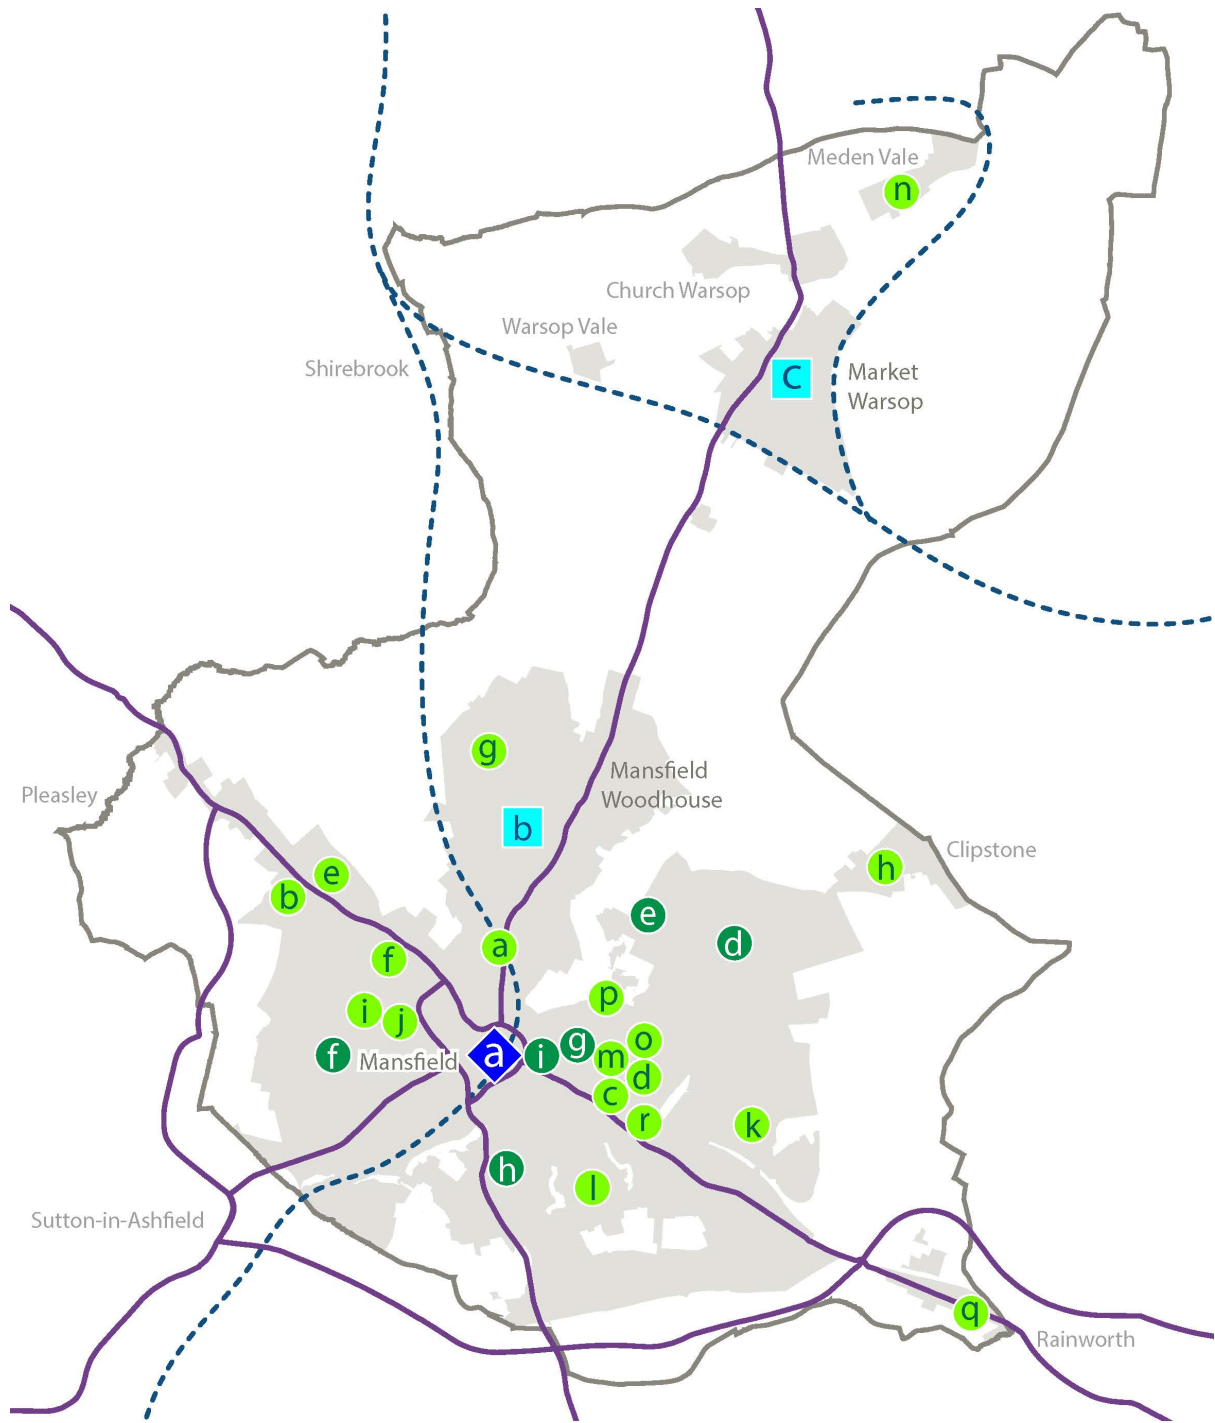 Meden Vale
n
Church Warsop
Warsop Vale
Shirebrook
c
Market
Warsop
g
Mansfield
Woodhouse
Pleasley
b
Clipstone
h
e
b
e
d
a
f
p
i
j
o
g
m
i
a
f
Mansfield
d
c
r
k
h
l
Sutton-in-Ashfield
q
Rainworth